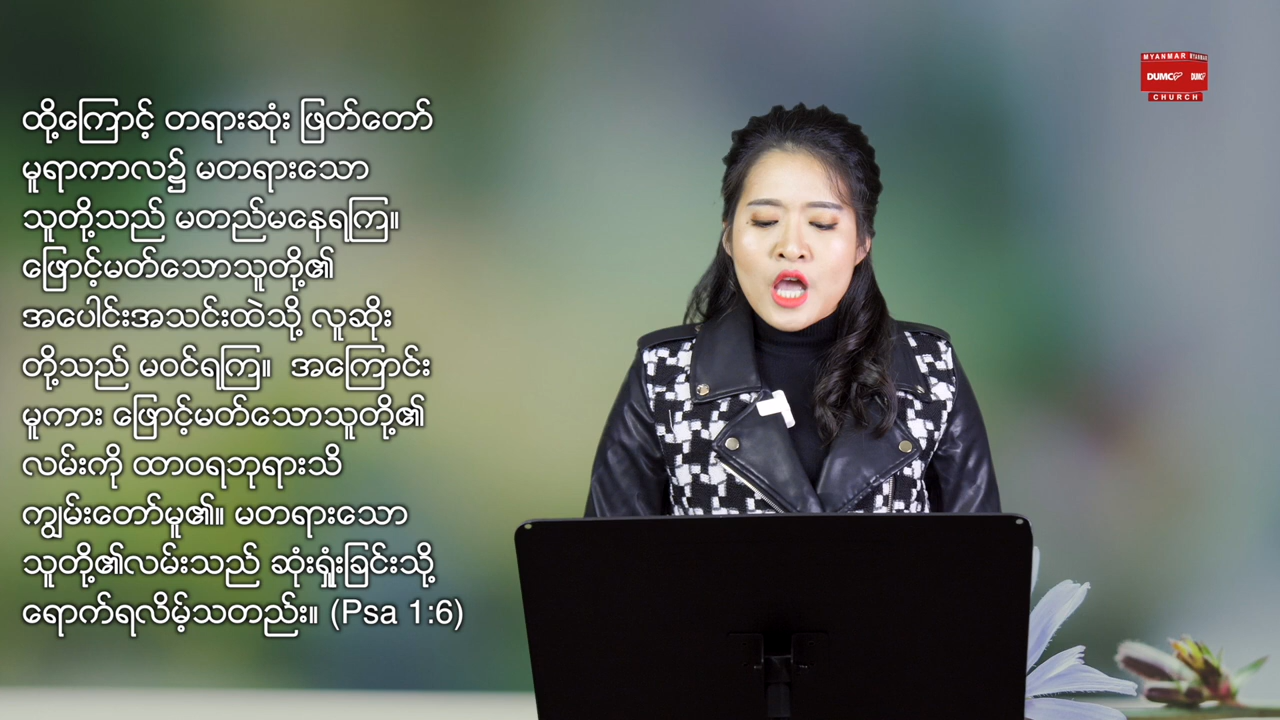 ထို့ကြောင့် တရားဆုံး ဖြတ်တော်
မူရာကာလ၌ မတရားသော
သူတို့သည် မတည်မနေရကြ။
ဖြောင့်မတ်သောသူတို့၏
အပေါင်းအသင်းထဲသို့ လူဆိုး
တို့သည် မဝင်ရကြ။ အကြောင်း
မူကား ဖြောင့်မတ်သောသူတို့၏
လမ်းကို ထာဝရဘုရားသိ
ကျွမ်းတော်မူ၏။ မတရားသော
သူတို့၏လမ်းသည် ဆုံးရှုံးခြင်းသို့
ရောက်ရလိမ့်သတည်း။ (Psa 1:6)
MYANMAR MYANMAR
DUMC DUMC
CHURCH